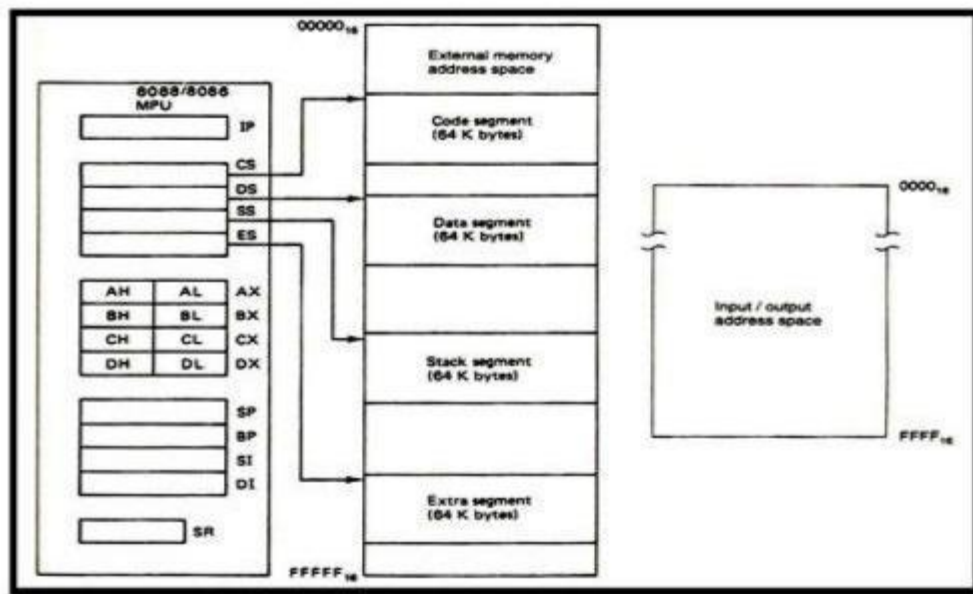 8088/8086
MPU
IP
CS
DS
SS
ES
AH AL AX
BH BL BX
CH CL CX
DH DL DX
SP
BP
SI
DI
SR
00000₁₆
External memory
address space
Code segment
(64 K bytes)
Data segment
(64 K bytes)
Stack segment
(64 K bytes)
Extra segment
(64 K bytes)
FFFFF₁₆
0000₁₆
Input / output
address space
FFFF₁₆